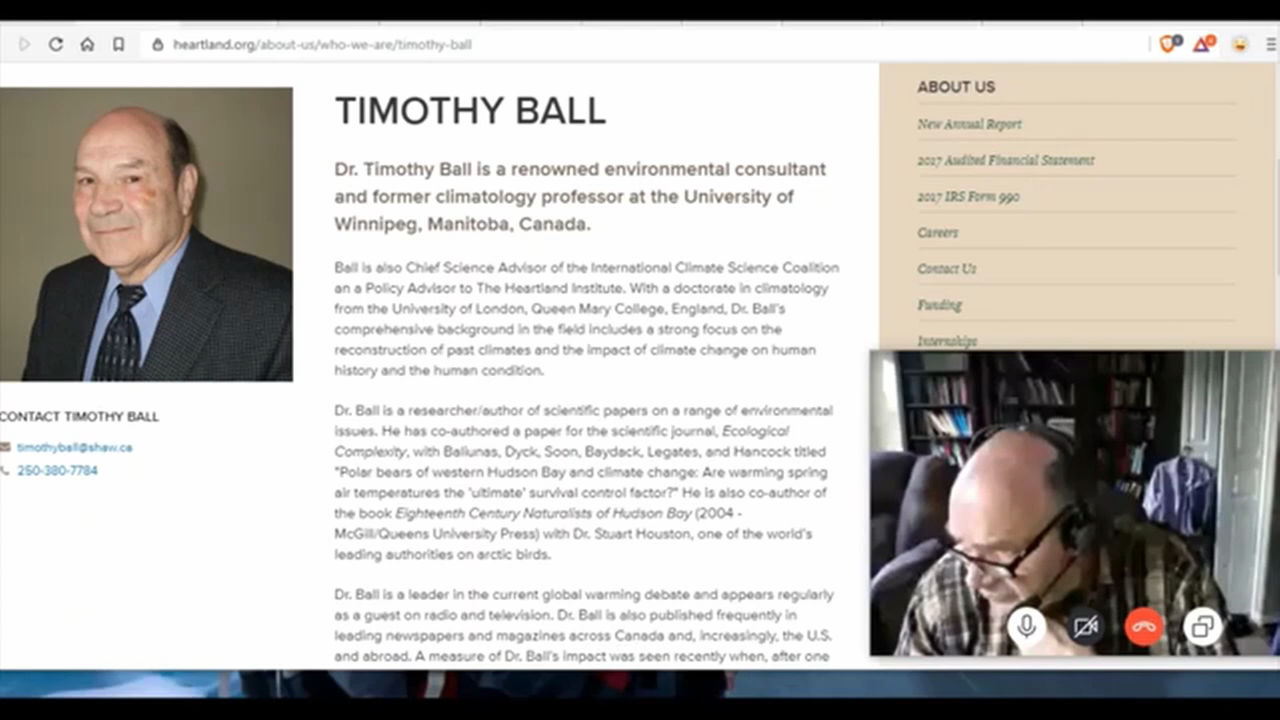 heartland.org/about-us/who-we-are/timothy-ball
TIMOTHY BALL
Dr. Timothy Ball is a renowned environmental consultant
and former climatology professor at the University of
Winnipeg, Manitoba, Canada.
Ball is also Chief Science Advisor of the International Climate Science Coalition
an a Policy Advisor to The Heartland Institute. With a doctorate in climatology
from the University of London, Queen Mary College, England, Dr. Ball's
comprehensive background in the field includes a strong focus on the
reconstruction of past climates and the impact of climate change on human
history and the human condition.
Dr. Ball is a researcher/author of scientific papers on a range of environmental
issues. He has co-authored a paper for the scientific journal, Ecological
Complexity, with Baliunas, Dyck, Soon, Baydack, Legates, and Hancock titled
"Polar bears of western Hudson Bay and climate change: Are warming spring
air temperatures the 'ultimate' survival control factor?" He is also co-author of
the book Eighteenth Century Naturalists of Hudson Bay (2004 -
McGill/Queens University Press) with Dr. Stuart Houston, one of the world's
leading authorities on arctic birds.
Dr. Ball is a leader in the current global warming debate and appears regularly
as a guest on radio and television. Dr. Ball is also published frequently in
leading newspapers and magazines across Canada and, increasingly, the U.S.
and abroad. A measure of Dr. Ball's impact was seen recently when, after one
CONTACT TIMOTHY BALL
timothyball@shaw.ca
250-380-7784
ABOUT US
New Annual Report
2017 Audited Financial Statement
2017 IRS Form 990
Careers
Contact Us
Funding
Internships